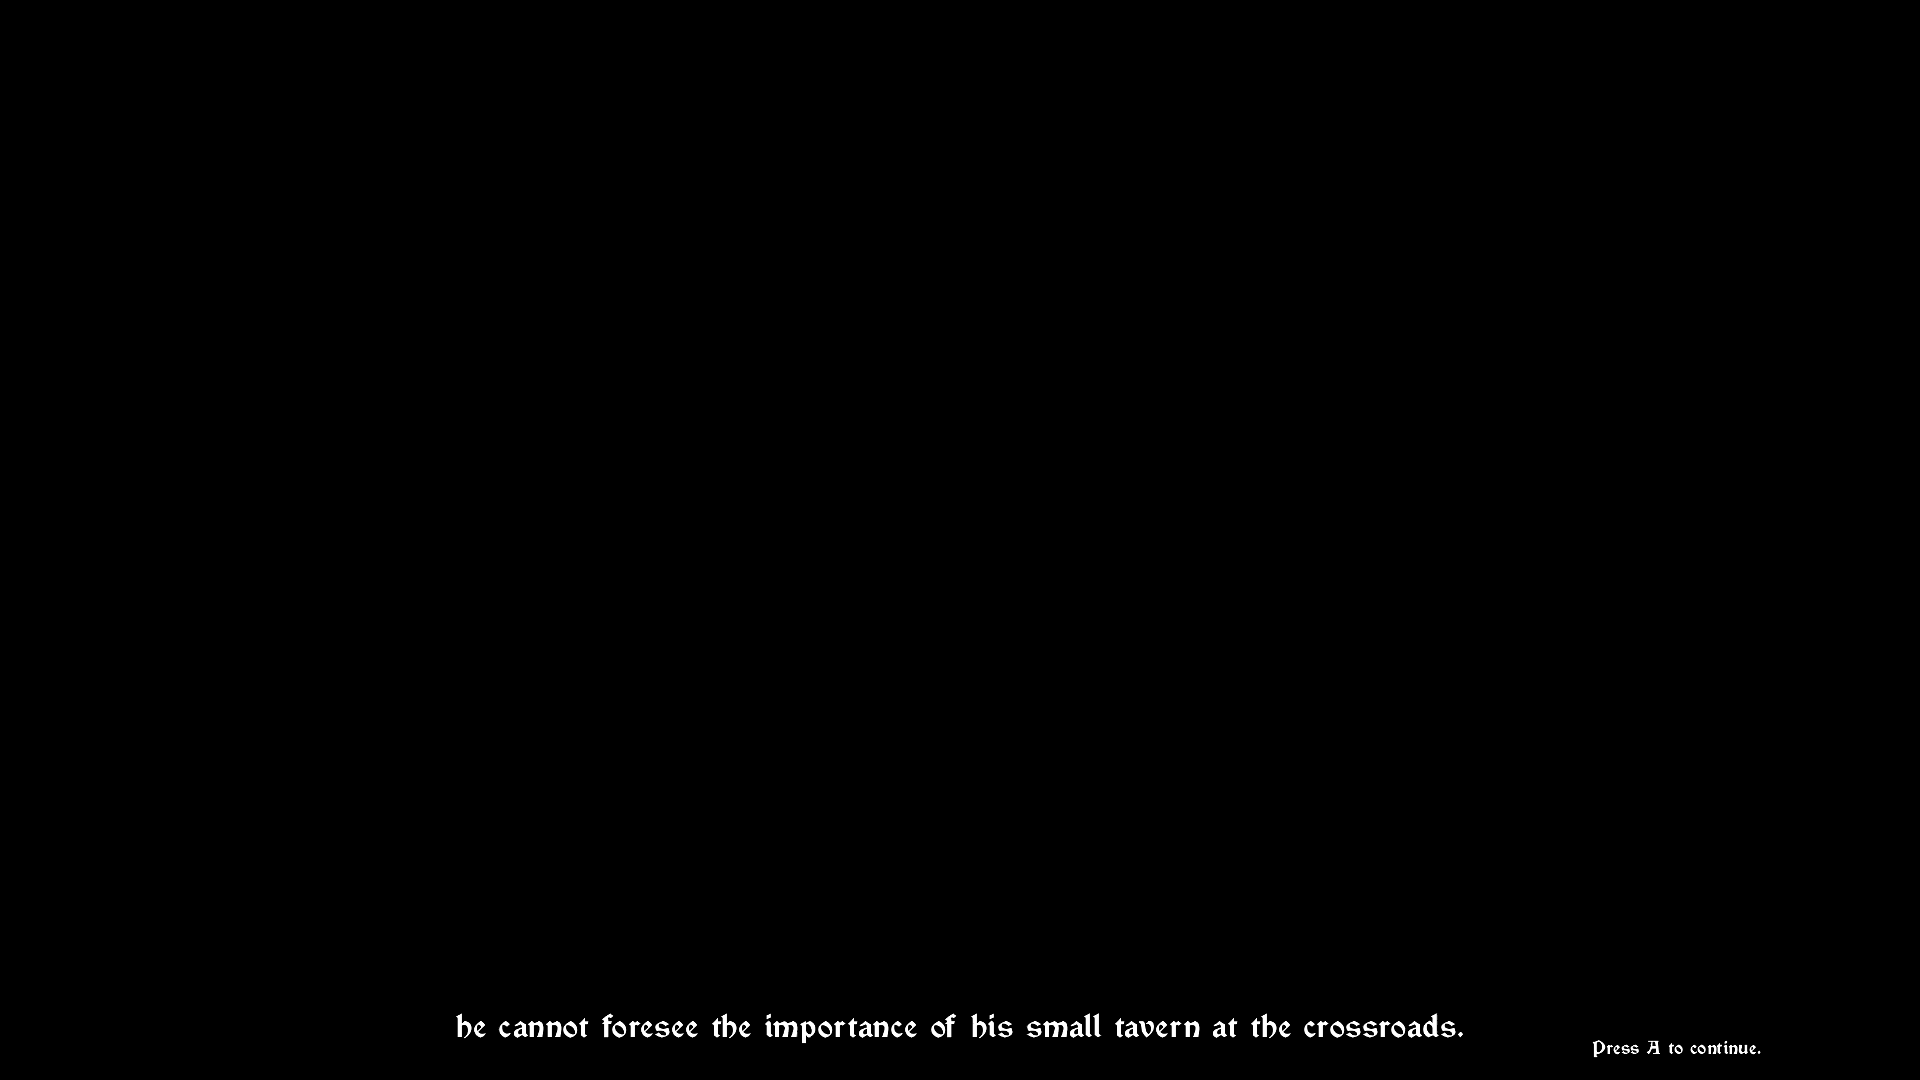 he cannot foresee the importance of his small tavern at the crossroads.
Press A to continue.